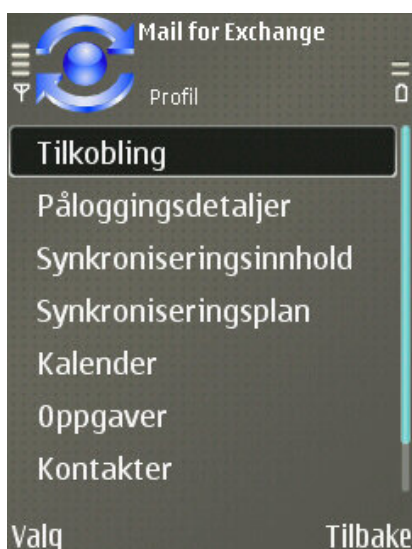 Mail for Exchange
Profil
Tilkobling
Påloggingsdetaljer
Synkroniseringsinnhold
Synkroniseringsplan
Kalender
Oppgaver
Kontakter
Valg
Tilbake